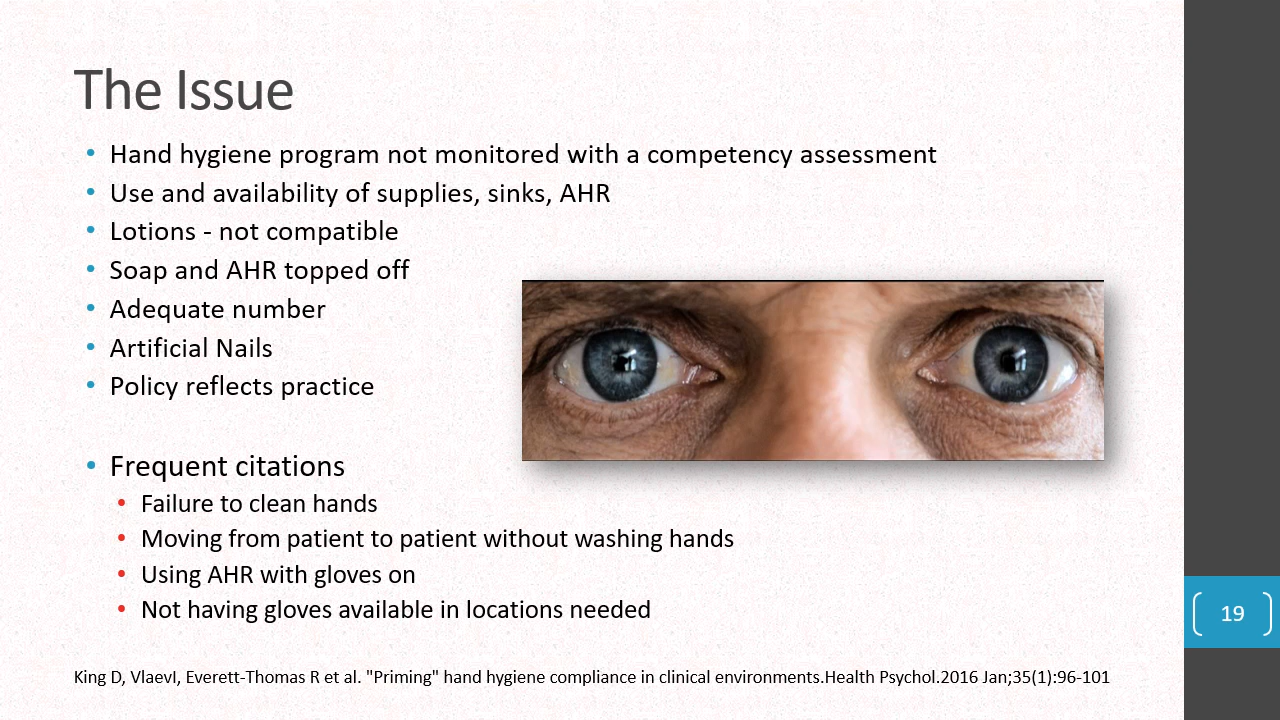 The Issue
Hand hygiene program not monitored with a competency assessment
Use and availability of supplies, sinks, AHR
Lotions - not compatible
Soap and AHR topped off
Adequate number
Artificial Nails
Policy reflects practice
Frequent citations
Failure to clean hands
Moving from patient to patient without washing hands
Using AHR with gloves on
Not having gloves available in locations needed
19
King D, VlaevI, Everett-Thomas R et al. "Priming" hand hygiene compliance in clinical environments.Health Psychol.2016 Jan;35(1):96-101